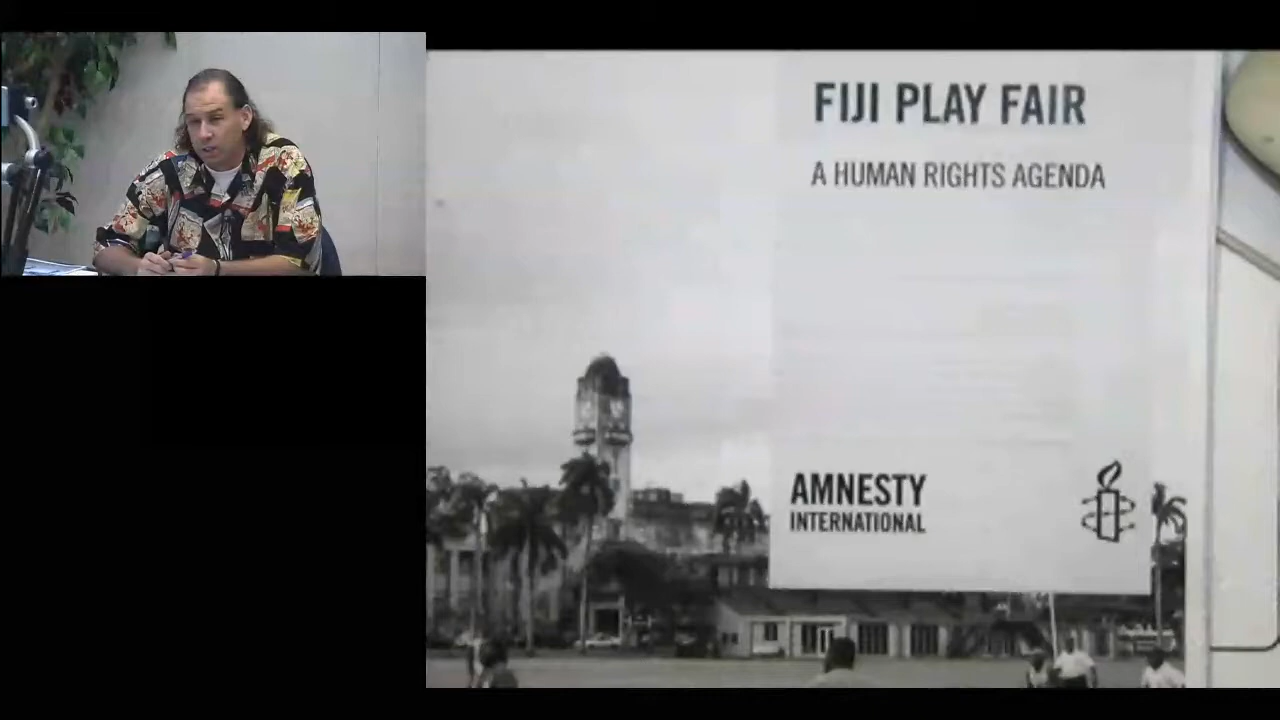 FIJI PLAY FAIR
A HUMAN RIGHTS AGENDA
AMNESTY
INTERNATIONAL